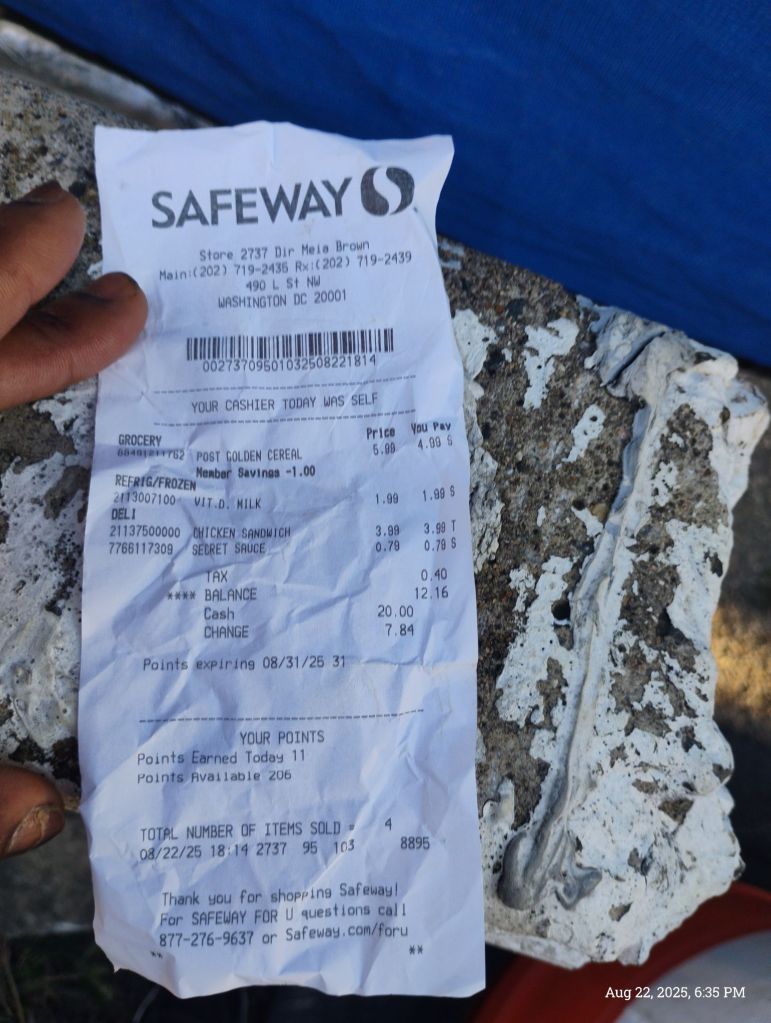 SAFEWAY
Store 2737 Dir Meia Brown
Main:(202) 719-2435 Rx:(202) 719-2439
490 L St NW
WASHINGTON DC 20001
00273709501032508221814
YOUR CASHIER TODAY WAS SELF
Price You Pay
GROCERY
POST GOLDEN CEREAL 5.99 4.99 S
Member Savings -1.00
REFRIG/FROZEN
2113007100 VIT.D. MILK 1.99 1.99 S
DELI
21137500000 CHICKEN SANDWICH 3.99 3.99 T
7766117309 SECRET SAUCE 0.79 0.79 S
TAX 0.40
**** BALANCE 12.16
Cash 20.00
CHANGE 7.84
Points expiring 08/31/25 31
YOUR POINTS
Points Earned Today 11
Points Available 206
TOTAL NUMBER OF ITEMS SOLD = 4
08/22/25 18:14 2737 95 103 8895
Thank you for shopping Safeway!
For SAFEWAY FOR U questions call
877-276-9637 or Safeway.com/foru
** **
Aug 22, 2025, 6:35 PM